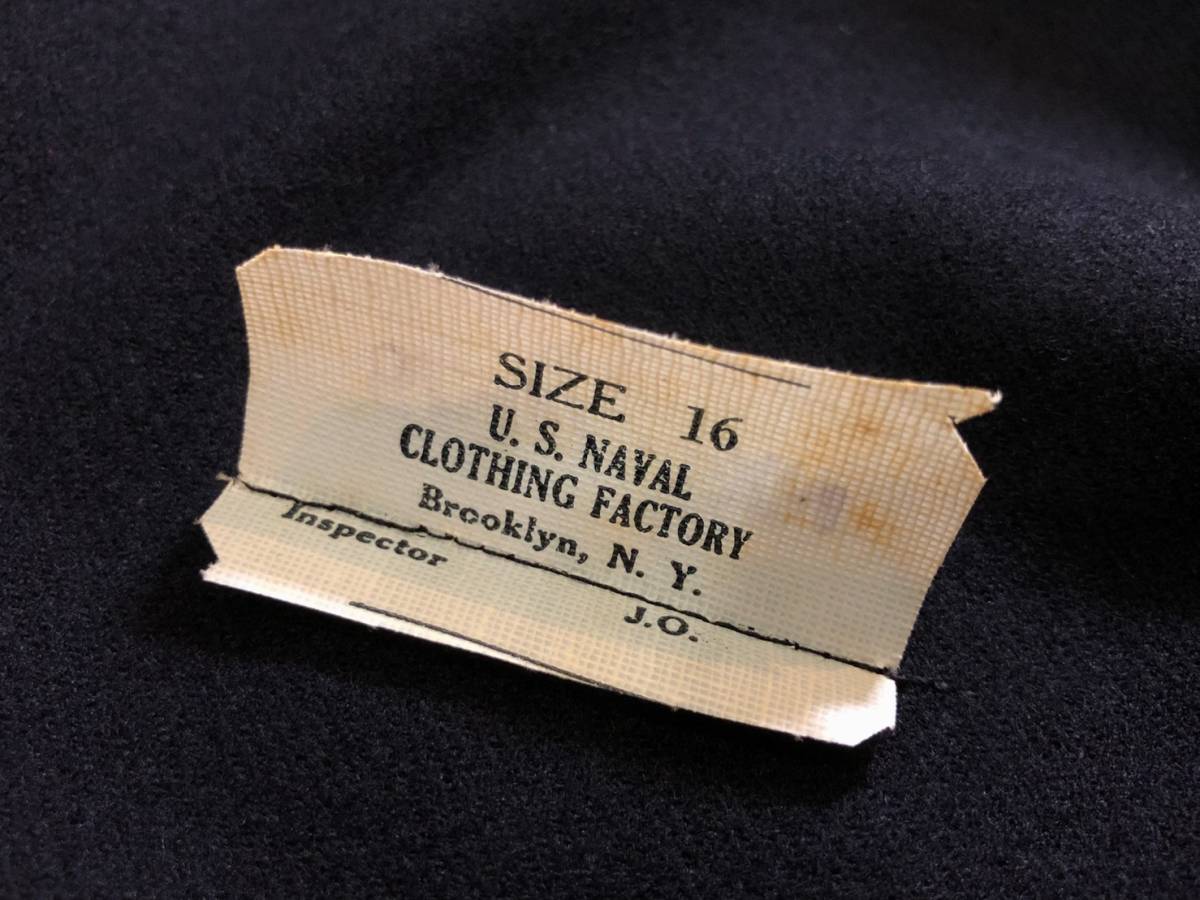 SIZE 16
U. S. NAVAL
CLOTHING FACTORY
Brooklyn, N. Y.
Inspector
J.O.